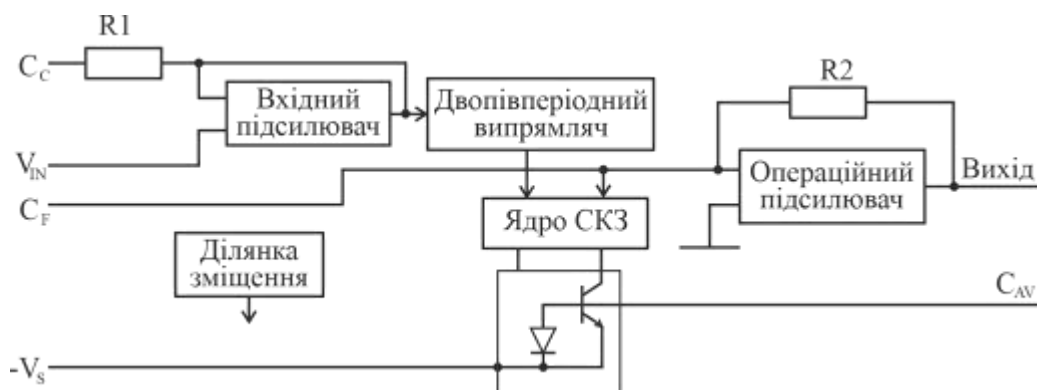 R1
C_C
Вхідний
підсилювач
Двопівперіодний
випрямляч
R2
V_IN
Операційний
підсилювач
Вихід
C_F
Ядро СКЗ
Ділянка
зміщення
C_AV
-V_S